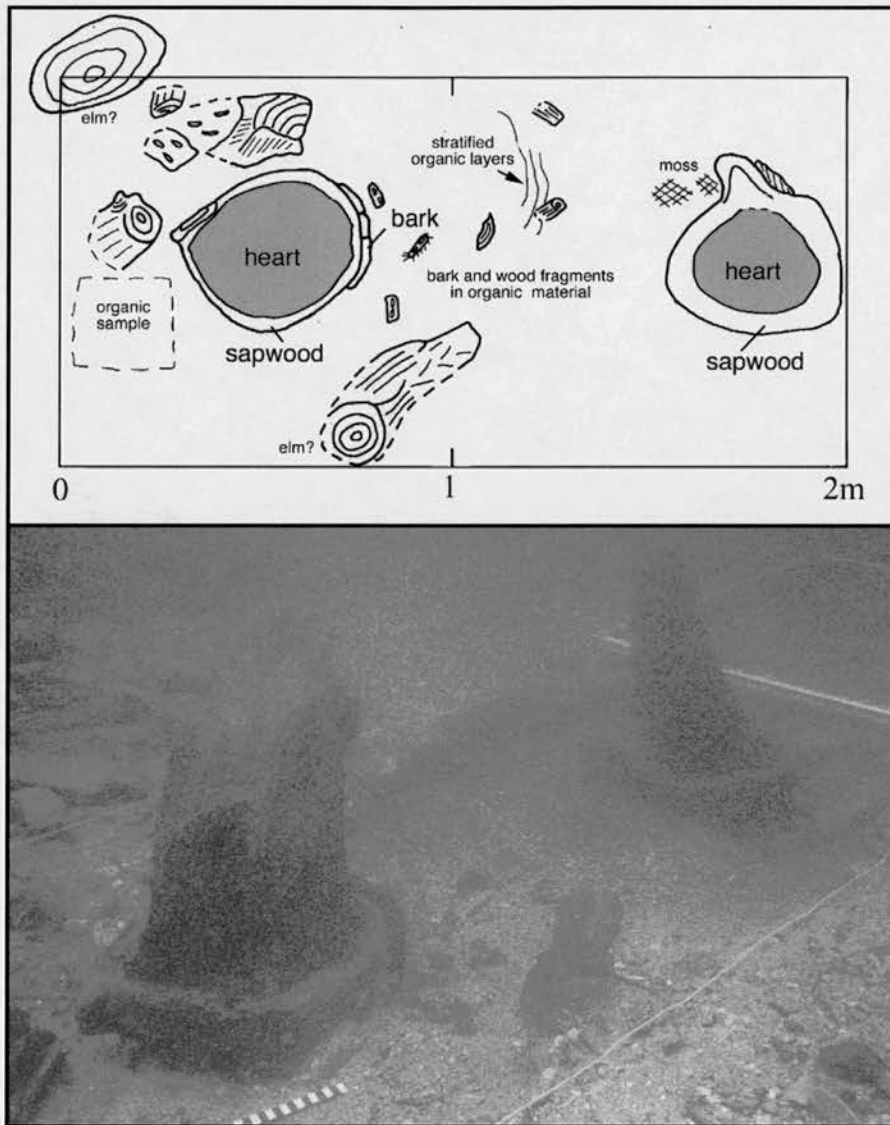 elm?
stratified
organic layers
moss
bark
heart
heart
bark and wood fragments
in organic material
organic
sample
sapwood
sapwood
elm?
0
1
2m